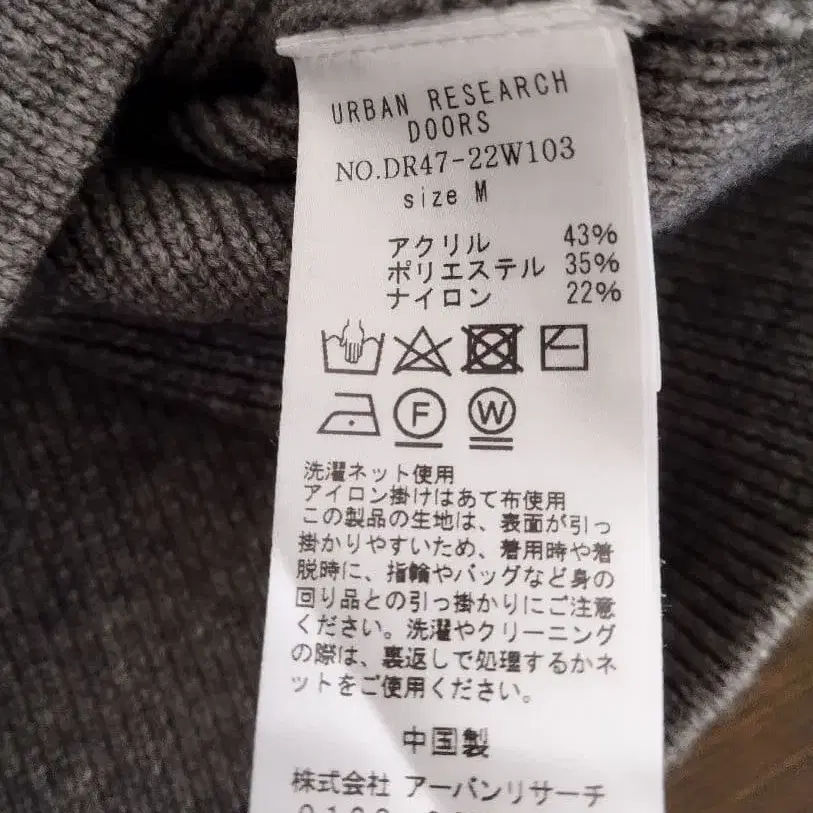 URBAN RESEARCH
DOORS
NO.DR47-22W103
size M
アクリル 43%
ポリエステル 35%
ナイロン 22%
F W
洗濯ネット使用
アイロン掛けはあて布使用
この製品の生地は、表面が引っ
掛かりやすいため、着用時や着
脱時に、指輪やバッグなど身の
回り品との引っ掛かりにご注意
ください。洗濯やクリーニング
の際は、裏返しで処理するかネ
ットをご使用ください。
中国製
株式会社 アーバンリサーチ